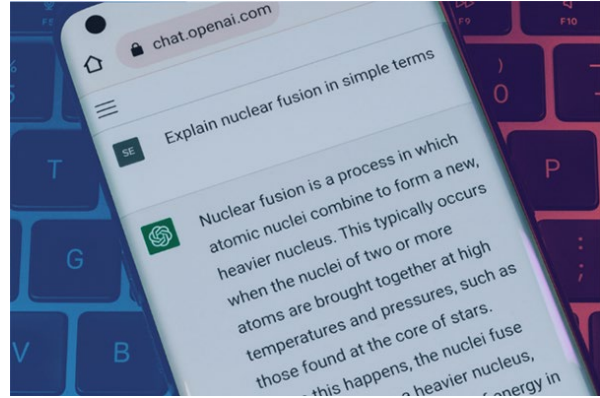 chat.openai.com
SE
Explain nuclear fusion in simple terms
Nuclear fusion is a process in which
atomic nuclei combine to form a new,
heavier nucleus. This typically occurs
when the nuclei of two or more
atoms are brought together at high
temperatures and pressures, such as
those found at the core of stars.
this happens, the nuclei fuse
a heavier nucleus,
energy in
F5
F9
F10
%
5
)
0
T
P
G
:
;
V
B